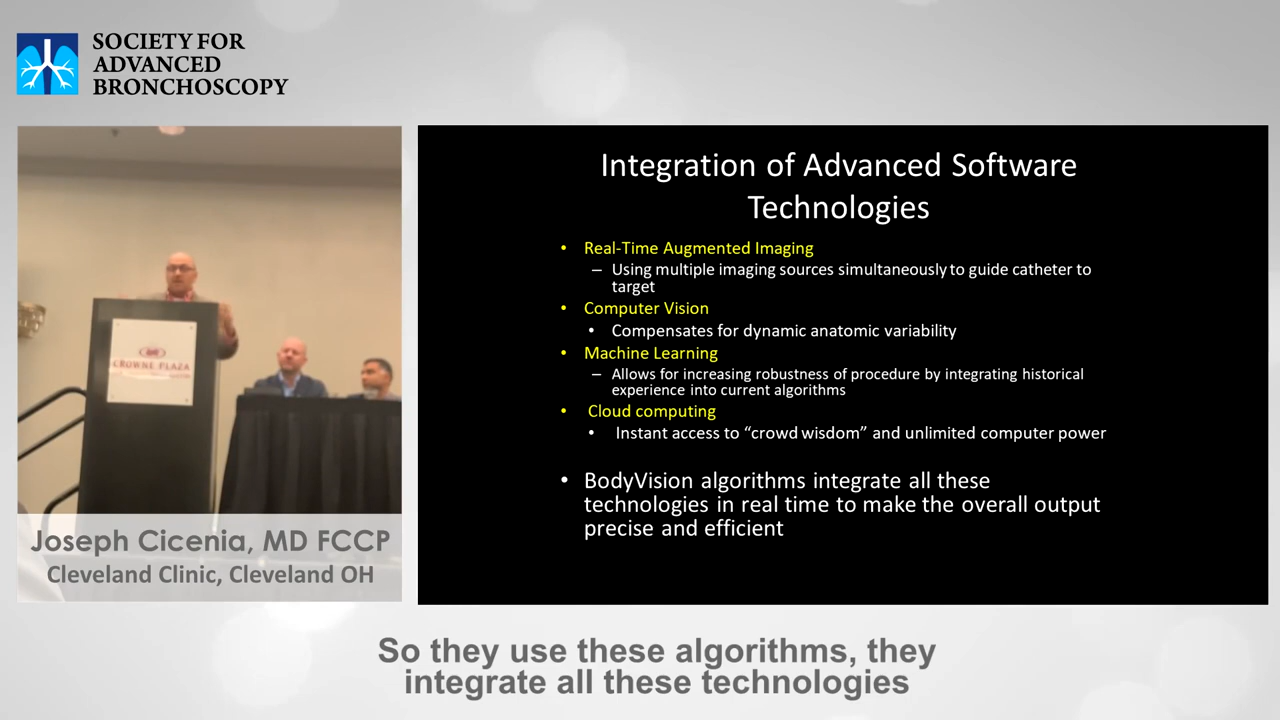 SOCIETY FOR
ADVANCED
BRONCHOSCOPY
CROWNE PLAZA
Joseph Cicenia, MD FCCP
Cleveland Clinic, Cleveland OH
Integration of Advanced Software
Technologies
• Real-Time Augmented Imaging
– Using multiple imaging sources simultaneously to guide catheter to
target
• Computer Vision
• Compensates for dynamic anatomic variability
• Machine Learning
– Allows for increasing robustness of procedure by integrating historical
experience into current algorithms
• Cloud computing
• Instant access to “crowd wisdom” and unlimited computer power
• BodyVision algorithms integrate all these
technologies in real time to make the overall output
precise and efficient
So they use these algorithms, they
integrate all these technologies